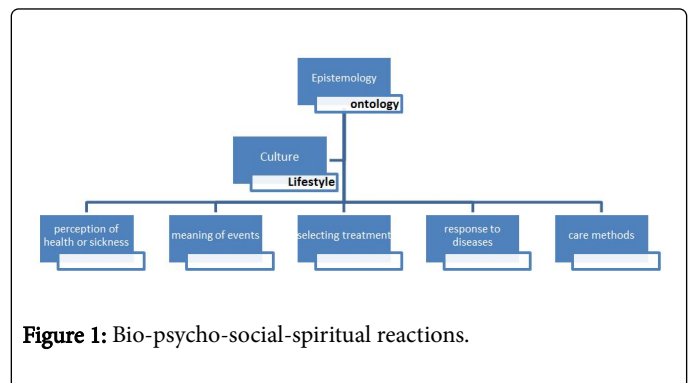 Epistemology
ontology
Culture
Lifestyle
perception of
health or sickness
meaning of events
selecting treatment
response to
diseases
care methods
Figure 1: Bio-psycho-social-spiritual reactions.